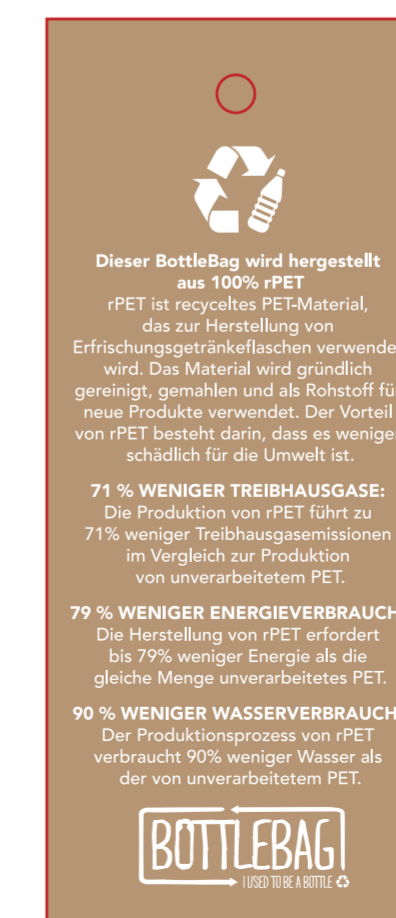 Dieser BottleBag wird hergestellt
aus 100% rPET
rPET ist recyceltes PET-Material,
das zur Herstellung von
Erfrischungsgetränkeflaschen verwende
wird. Das Material wird gründlich
gereinigt, gemahlen und als Rohstoff fü
neue Produkte verwendet. Der Vorteil
von rPET besteht darin, dass es wenige
schädlich für die Umwelt ist.
71 % WENIGER TREIBHAUSGASE:
Die Produktion von rPET führt zu
71% weniger Treibhausgasemissionen
im Vergleich zur Produktion
von unverarbeitetem PET.
79 % WENIGER ENERGIEVERBRAUCH
Die Herstellung von rPET erfordert
bis 79% weniger Energie als die
gleiche Menge unverarbeitetes PET.
90 % WENIGER WASSERVERBRAUCH
Der Produktionsprozess von rPET
verbraucht 90% weniger Wasser als
der von unverarbeitetem PET.
BOTTLEBAG
I USED TO BE A BOTTLE